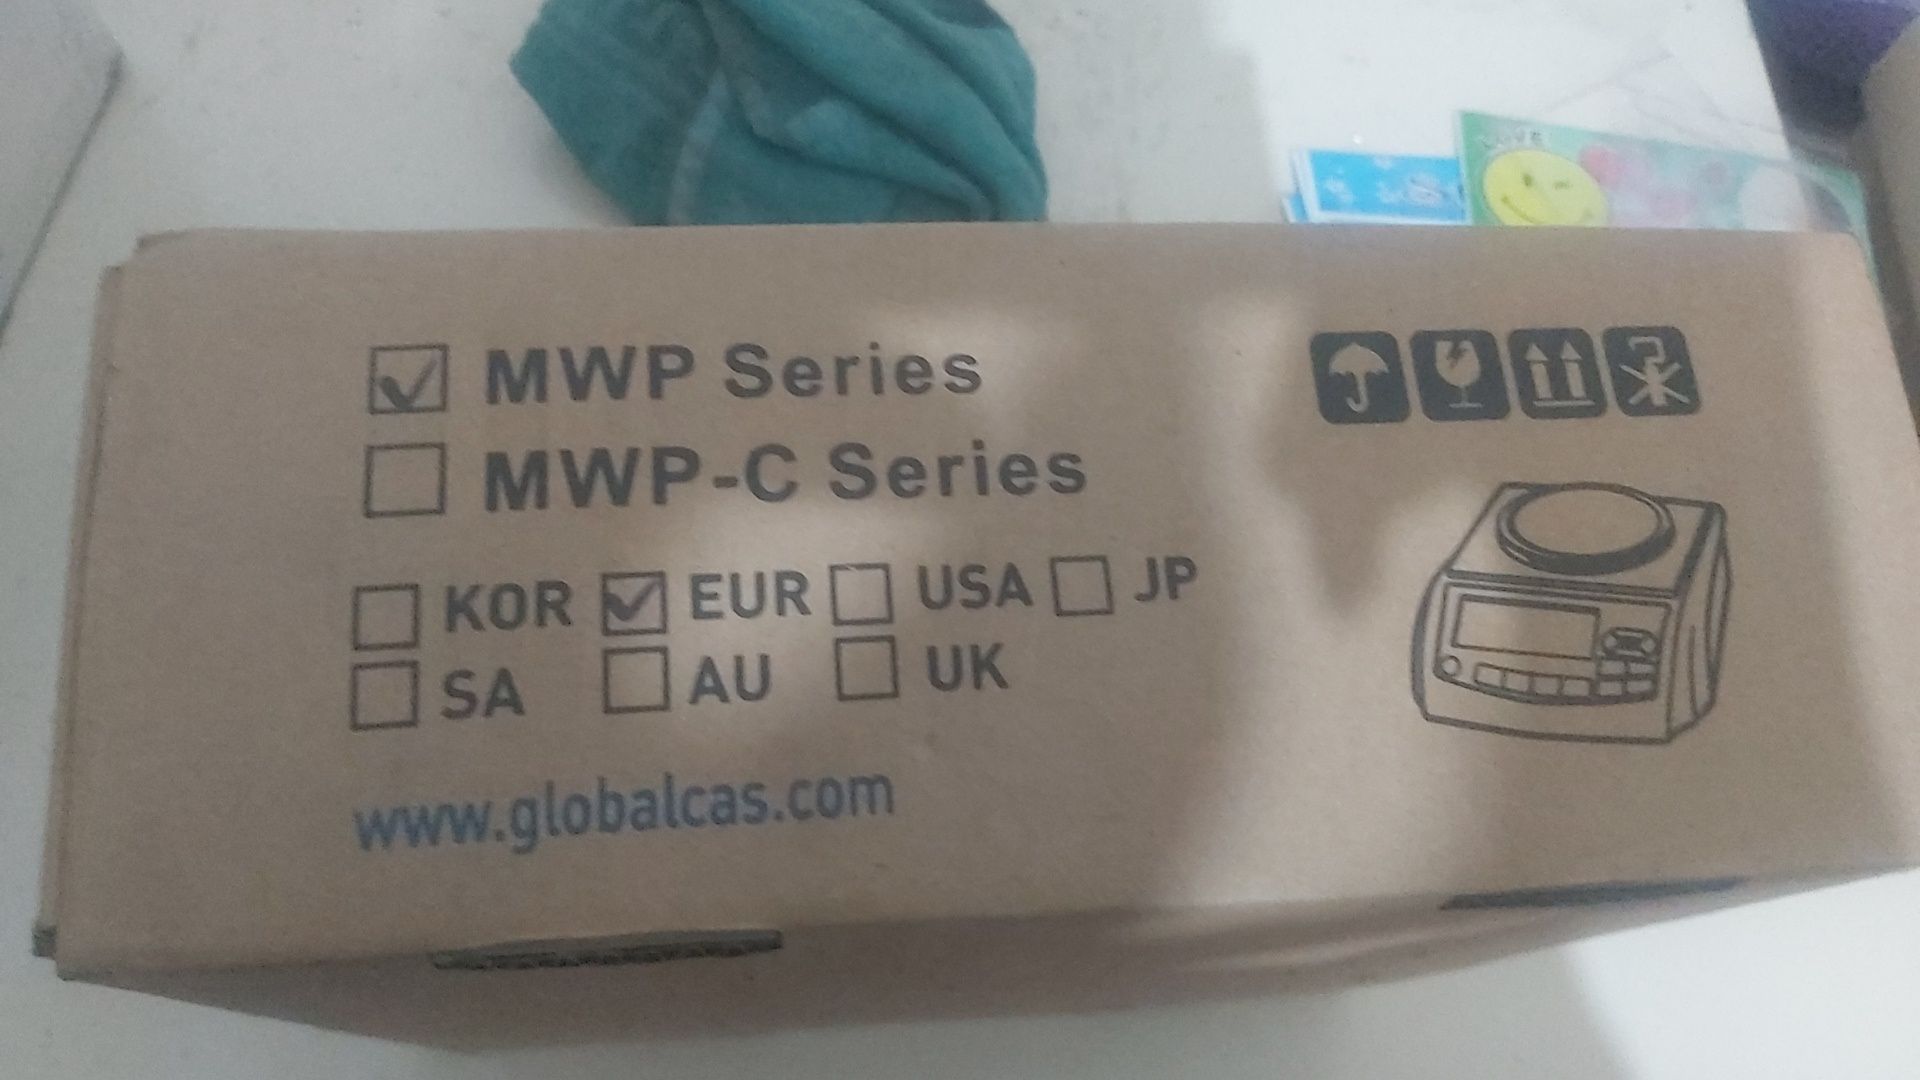 MWP Series
MWP-C Series
KOR EUR USA JP
SA AU UK
www.globalcas.com